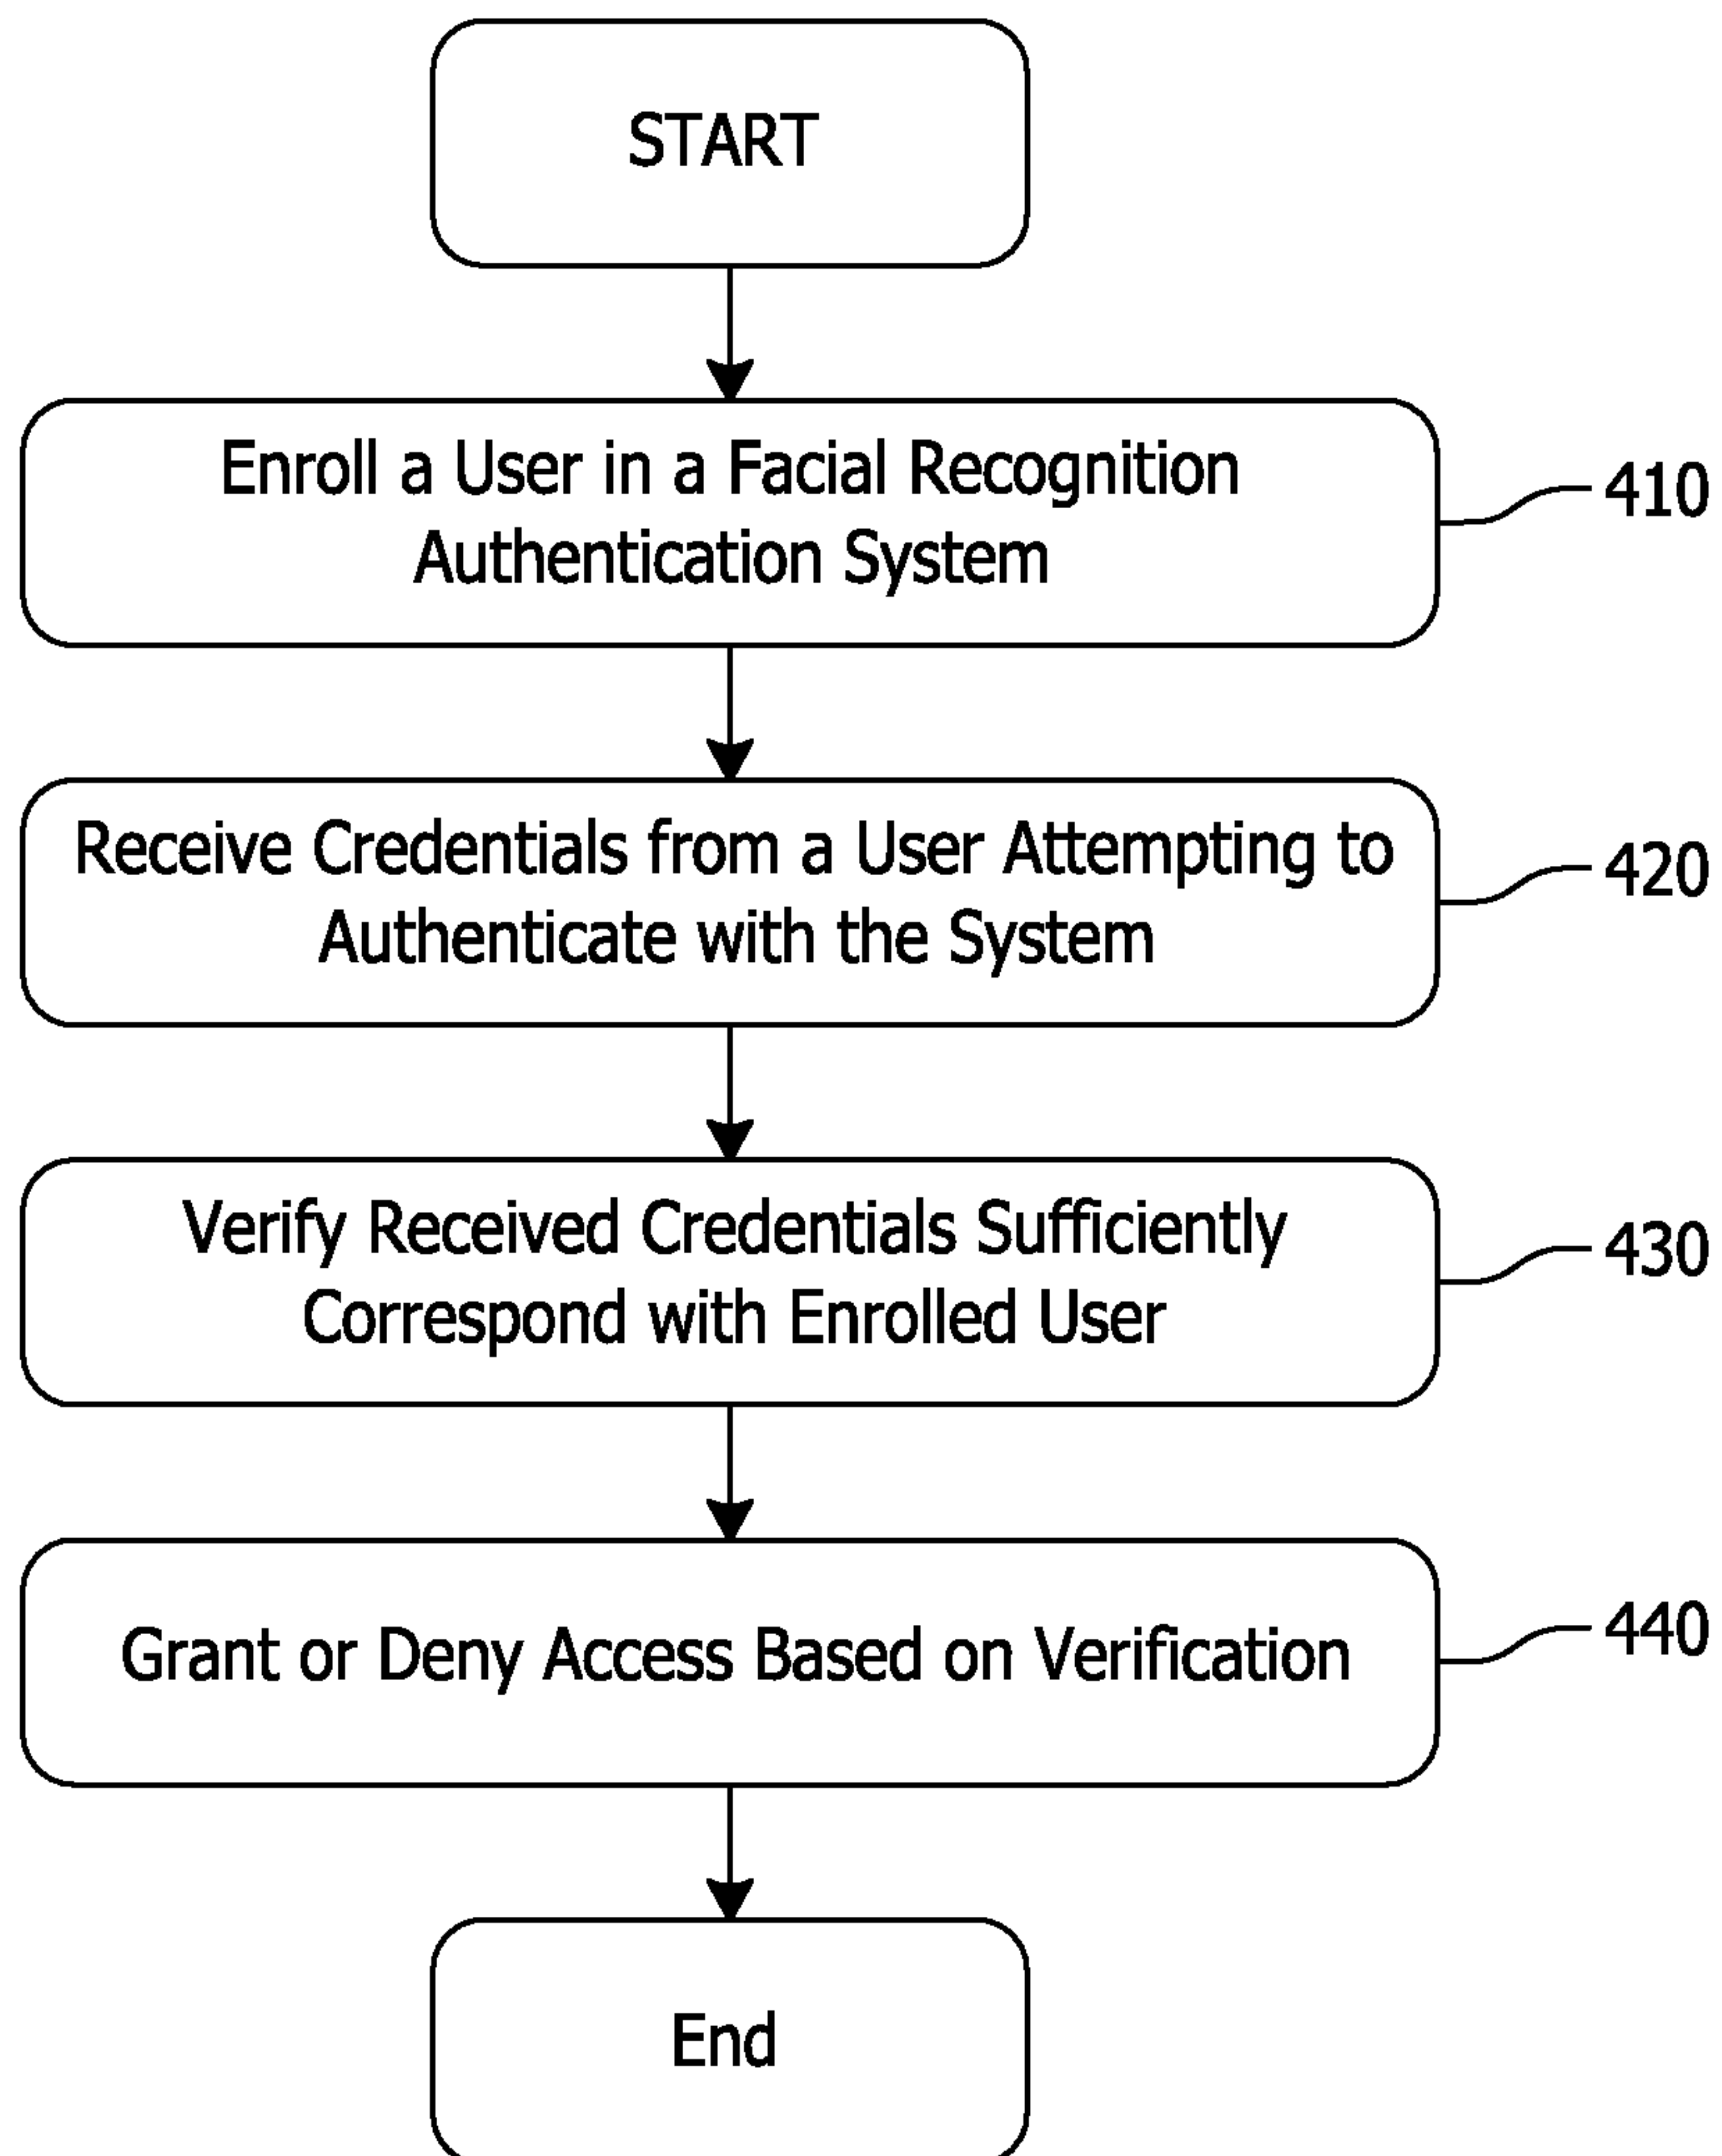 START
Enroll a User in a Facial Recognition
Authentication System
410
Receive Credentials from a User Attempting to
Authenticate with the System
420
Verify Received Credentials Sufficiently
Correspond with Enrolled User
430
Grant or Deny Access Based on Verification
440
End